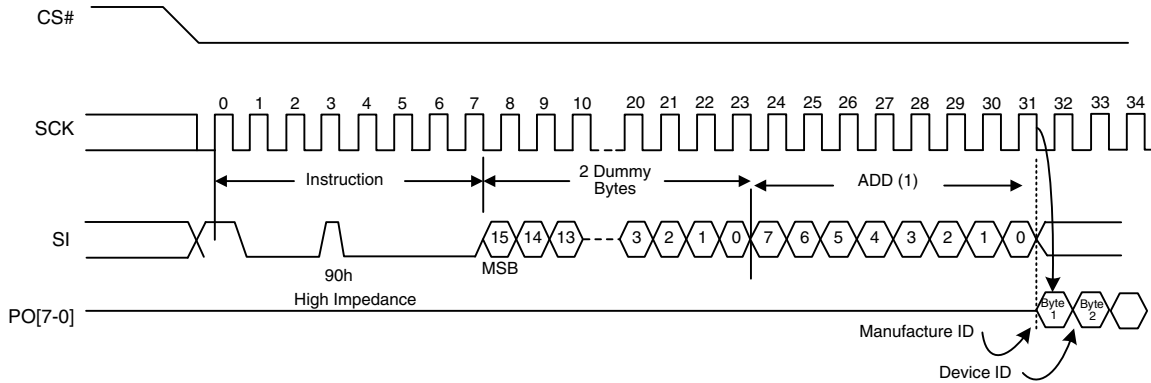 CS#
0 1 2 3 4 5 6 7 8 9 10 20 21 22 23 24 25 26 27 28 29 30 31 32 33 34
SCK
Instruction
2 Dummy
Bytes
ADD (1)
SI
15 14 13 3 2 1 0 7 6 5 4 3 2 1 0
MSB
90h
High Impedance
PO[7-0]
Byte
1
Byte
2
Manufacture ID
Device ID